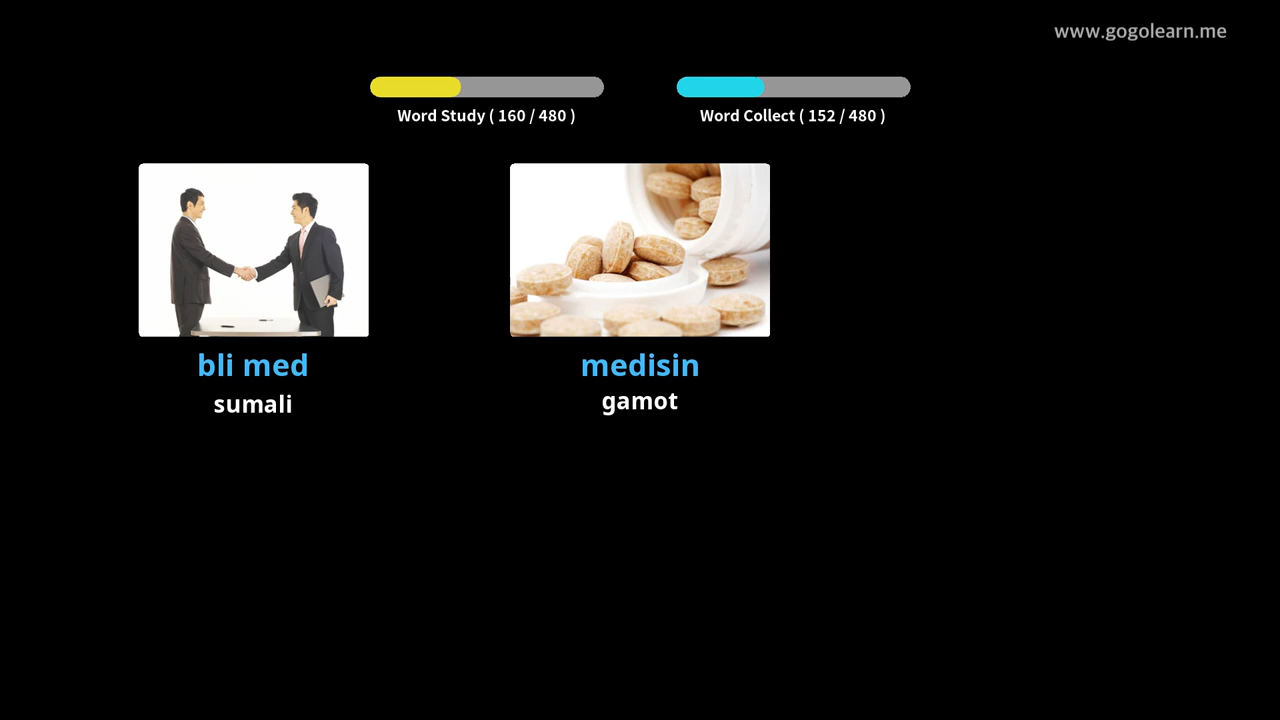 www.gogolearn.me
Word Study ( 160 / 480 )
Word Collect ( 152 / 480 )
bli med
sumali
medisin
gamot